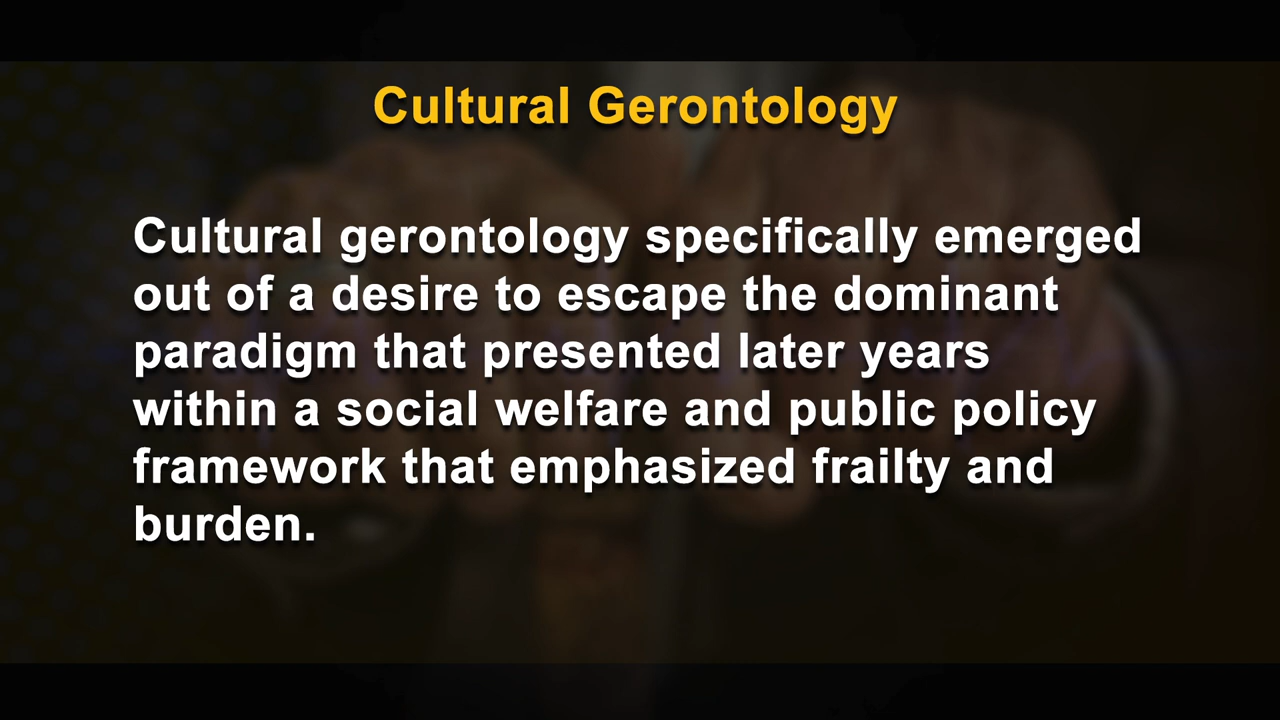 Cultural Gerontology
Cultural gerontology specifically emerged
out of a desire to escape the dominant
paradigm that presented later years
within a social welfare and public policy
framework that emphasized frailty and
burden.